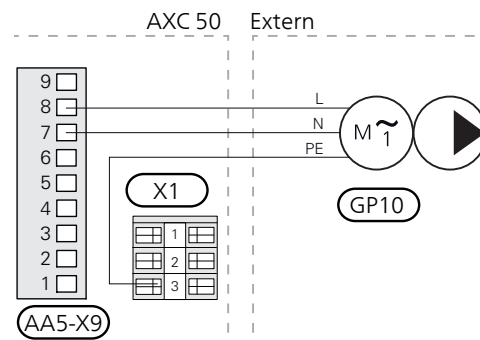 AXC 50 Extern
9
8 L
7 N
PE
6
5
4
3
2
1
X1
1
2
3
M ~ 1
GP10
AA5-X9